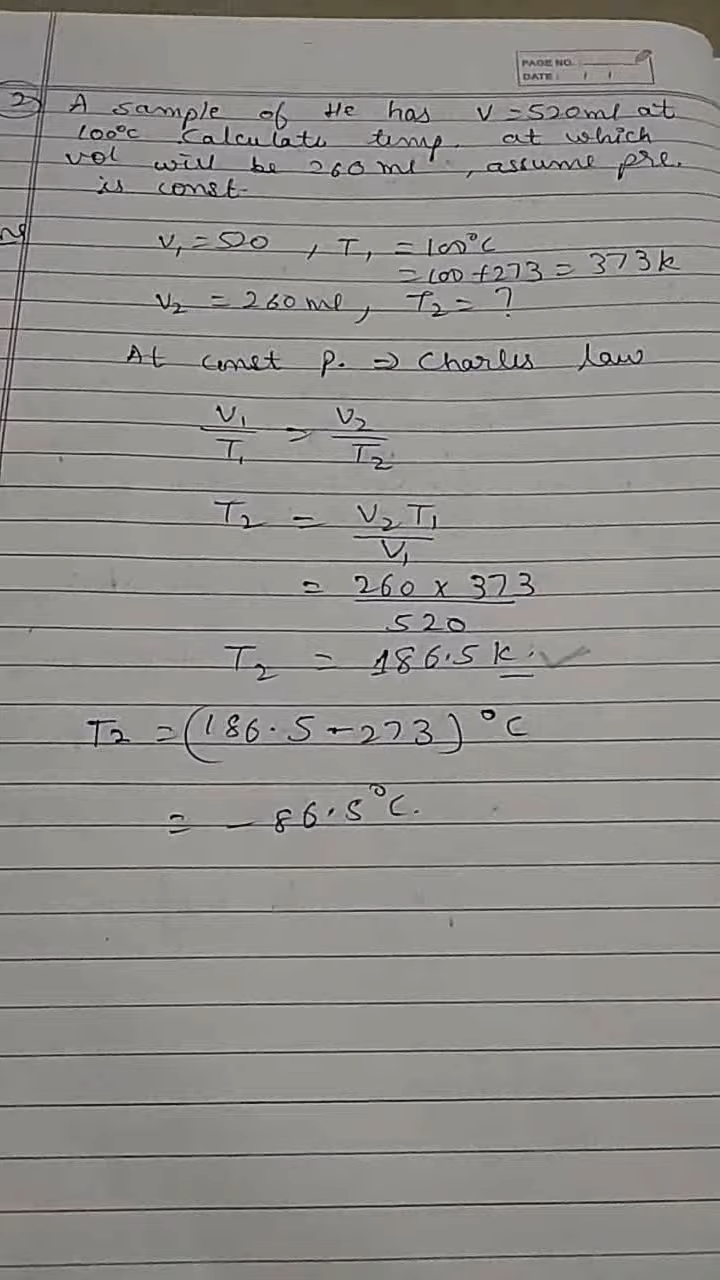 PAGE NO.
DATE: / /
2) A sample of He has V = 520ml at
100°c Calculate temp. at which
vol will be 260 ml, assume pre.
is const.
ns
V₁ = 520, T₁ = 100°C
= 100 + 273 = 373 k
V₂ = 260 ml, T₂ = ?
At const p. ⇒ Charles law
V₁/T₁ = V₂/T₂
T₂ = V₂ T₁/V₁
= 260 x 373/520
T₂ = 186.5 k. ✓
T₂ = (186.5 - 273) °C
= - 86.5°C.